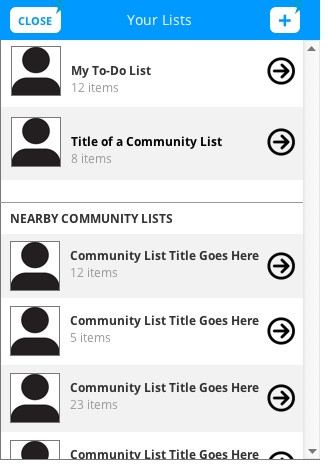 CLOSE
Your Lists
+
My To-Do List
12 items
Title of a Community List
8 items
NEARBY COMMUNITY LISTS
Community List Title Goes Here
12 items
Community List Title Goes Here
5 items
Community List Title Goes Here
23 items
Community List Title Goes Here